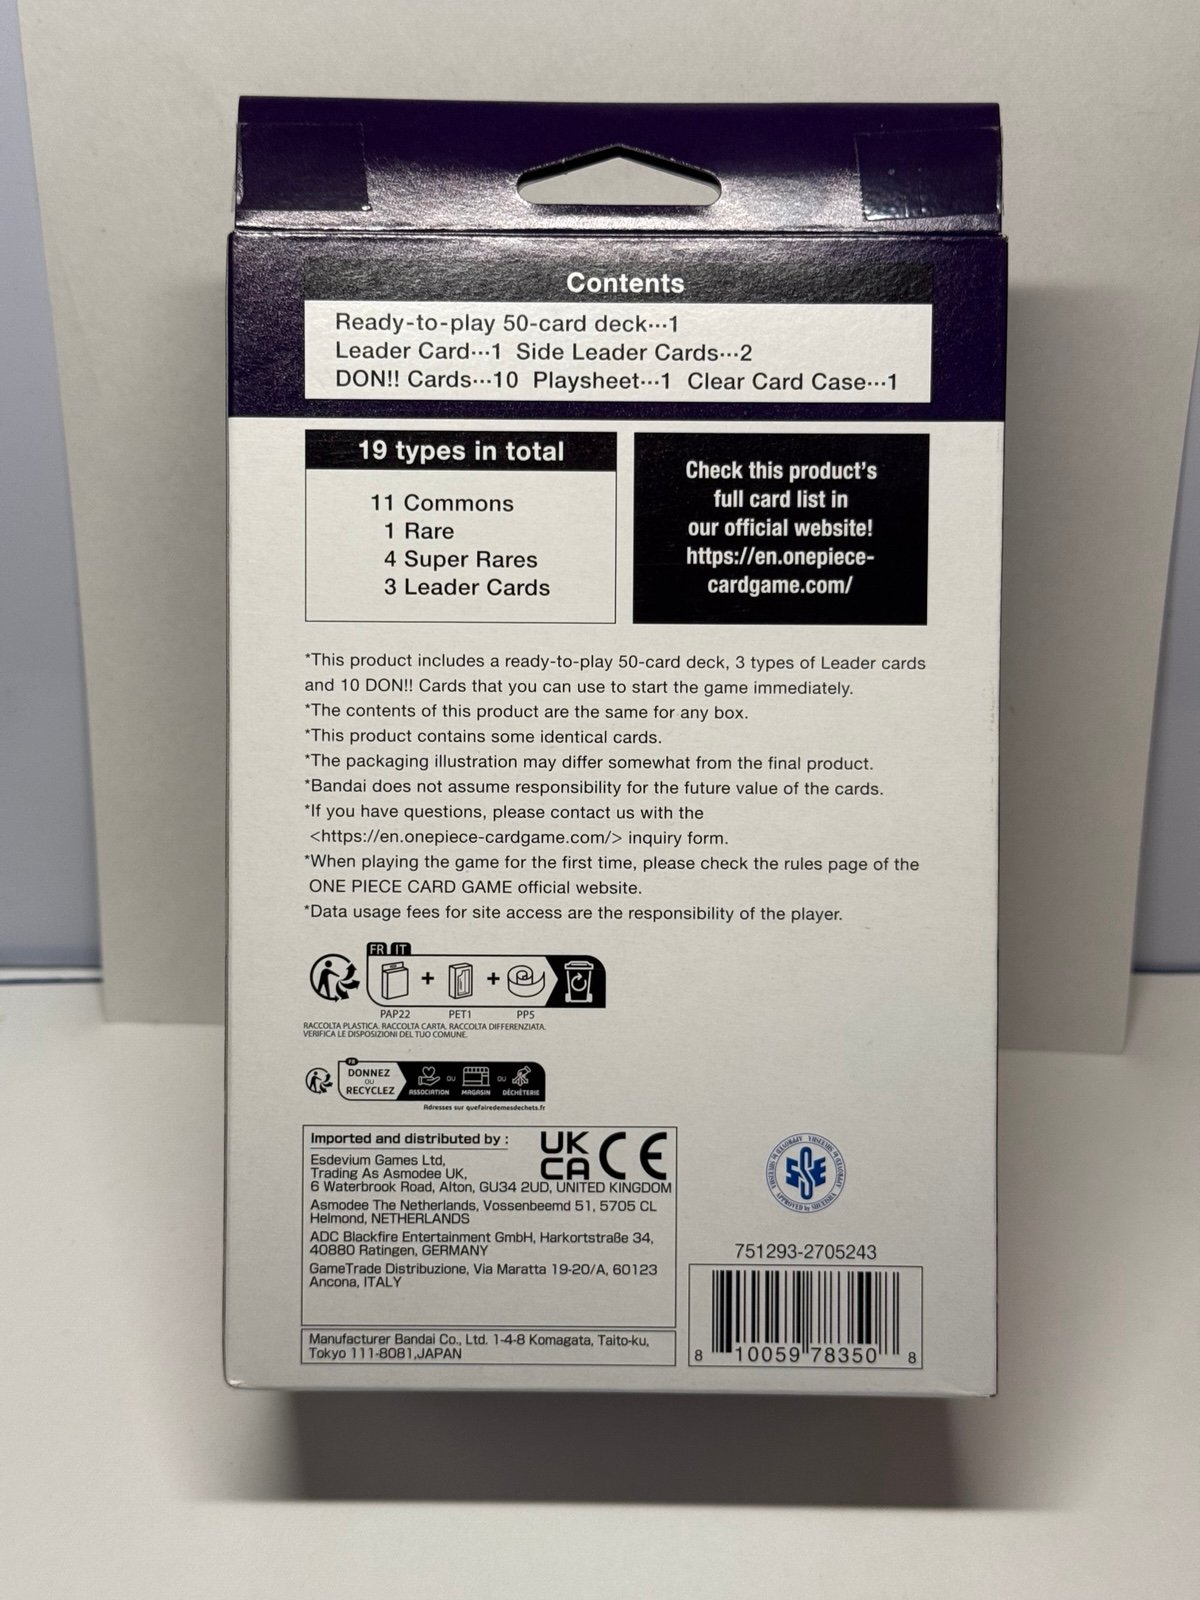 Contents
Ready-to-play 50-card deck···1
Leader Card···1 Side Leader Cards···2
DON!! Cards···10 Playsheet···1 Clear Card Case···1
19 types in total
11 Commons
1 Rare
4 Super Rares
3 Leader Cards
Check this product's
full card list in
our official website!
https://en.onepiece-
cardgame.com/
*This product includes a ready-to-play 50-card deck, 3 types of Leader cards
and 10 DON!! Cards that you can use to start the game immediately.
*The contents of this product are the same for any box.
*This product contains some identical cards.
*The packaging illustration may differ somewhat from the final product.
*Bandai does not assume responsibility for the future value of the cards.
*If you have questions, please contact us with the
<https://en.onepiece-cardgame.com/> inquiry form.
*When playing the game for the first time, please check the rules page of the
ONE PIECE CARD GAME official website.
*Data usage fees for site access are the responsibility of the player.
FR IT
+ +
PAP22 PET1 PP5
RACCOLTA PLASTICA. RACCOLTA CARTA. RACCOLTA DIFFERENZIATA.
VERIFICA LE DISPOSIZIONI DEL TUO COMUNE.
FR
DONNEZ
OU
RECYCLEZ
OU OU
ASSOCIATION MAGASIN DÉCHÈTERIE
Adresses sur quefairedemesdechets.fr
Imported and distributed by :
UK
CA
CE
Esdevium Games Ltd,
Trading As Asmodee UK,
6 Waterbrook Road, Alton, GU34 2UD, UNITED KINGDOM
Asmodee The Netherlands, Vossenbeemd 51, 5705 CL
Helmond, NETHERLANDS
ADC Blackfire Entertainment GmbH, Harkortstraße 34,
40880 Ratingen, GERMANY
GameTrade Distribuzione, Via Maratta 19-20/A, 60123
Ancona, ITALY
Manufacturer Bandai Co., Ltd. 1-4-8 Komagata, Taito-ku,
Tokyo 111-8081,JAPAN
APPROVED by SHUEISHA
751293-2705243
8 10059 78350 8